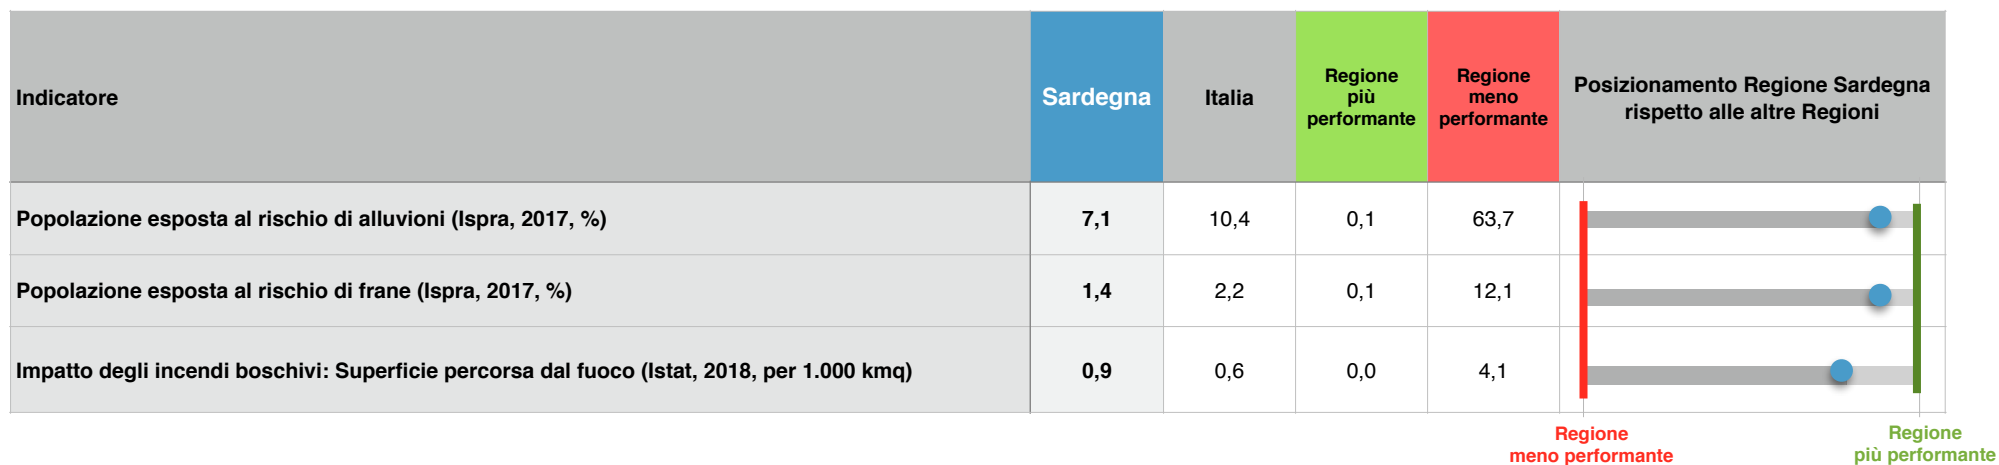 Indicatore
Sardegna
Italia
Regione
più
performante
Regione
meno
performante
Posizionamento Regione Sardegna
rispetto alle altre Regioni
Popolazione esposta al rischio di alluvioni (Ispra, 2017, %)
7,1
10,4
0,1
63,7
Popolazione esposta al rischio di frane (Ispra, 2017, %)
1,4
2,2
0,1
12,1
Impatto degli incendi boschivi: Superficie percorsa dal fuoco (Istat, 2018, per 1.000 kmq)
0,9
0,6
0,0
4,1
Regione
meno performante
Regione
più performante